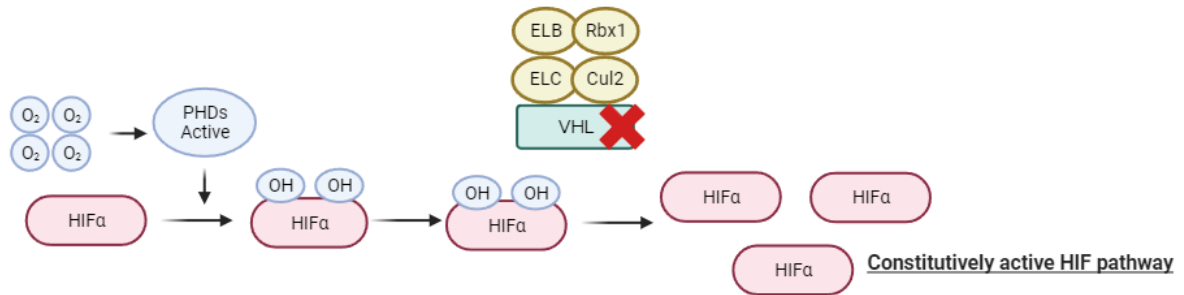 ELB Rbx1
ELC Cul2
VHL
O₂ O₂
O₂ O₂
PHDs
Active
HIFα
OH OH
HIFα
OH OH
HIFα
HIFα
HIFα
HIFα
Constitutively active HIF pathway